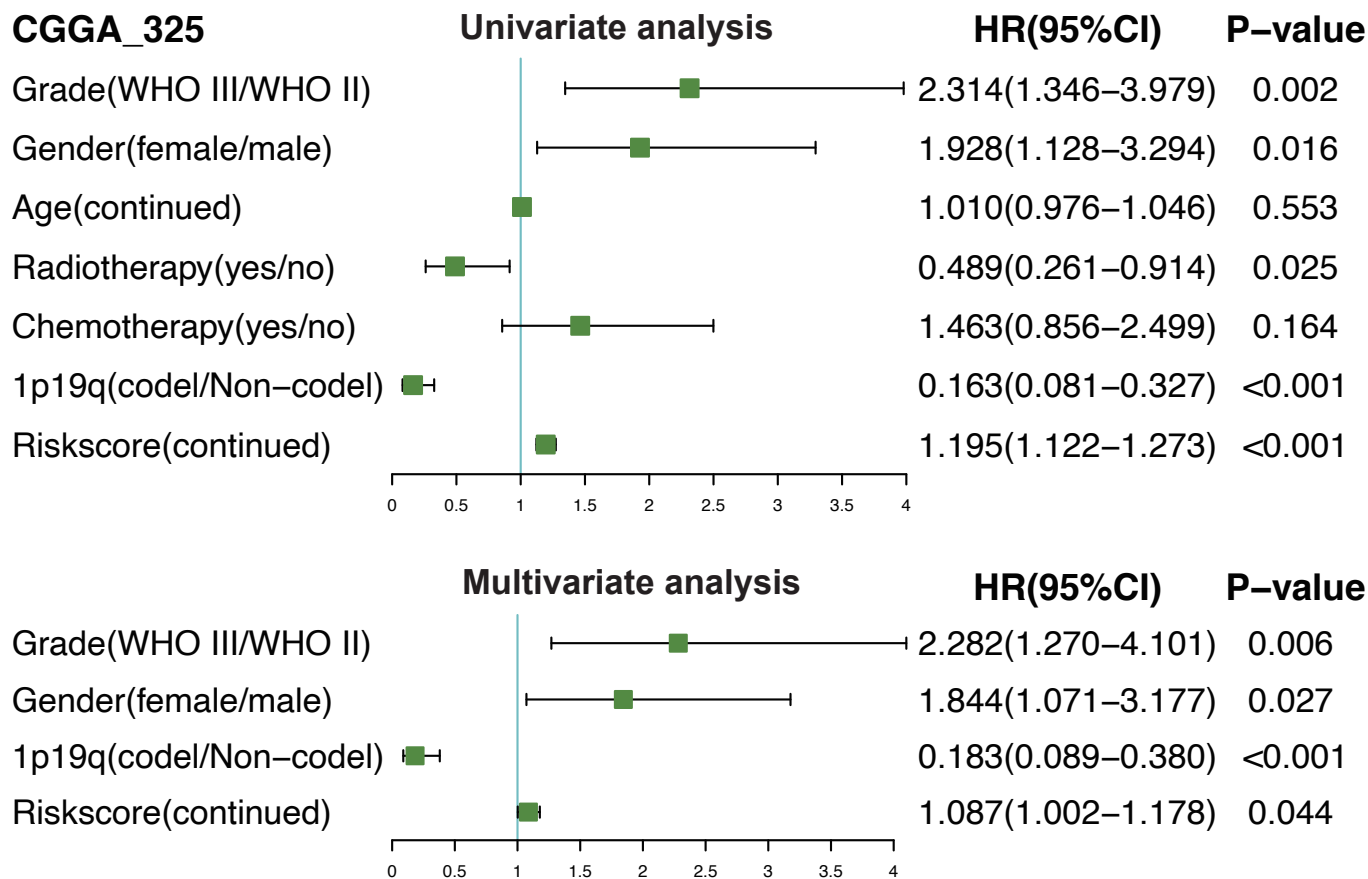 CGGA_325 Univariate analysis HR(95%CI) P−value
Grade(WHO III/WHO II) 2.314(1.346−3.979) 0.002
Gender(female/male) 1.928(1.128−3.294) 0.016
Age(continued) 1.010(0.976−1.046) 0.553
Radiotherapy(yes/no) 0.489(0.261−0.914) 0.025
Chemotherapy(yes/no) 1.463(0.856−2.499) 0.164
1p19q(codel/Non−codel) 0.163(0.081−0.327) <0.001
Riskscore(continued) 1.195(1.122−1.273) <0.001
0 0.5 1 1.5 2 2.5 3 3.5 4
Multivariate analysis HR(95%CI) P−value
Grade(WHO III/WHO II) 2.282(1.270−4.101) 0.006
Gender(female/male) 1.844(1.071−3.177) 0.027
1p19q(codel/Non−codel) 0.183(0.089−0.380) <0.001
Riskscore(continued) 1.087(1.002−1.178) 0.044
0 0.5 1 1.5 2 2.5 3 3.5 4